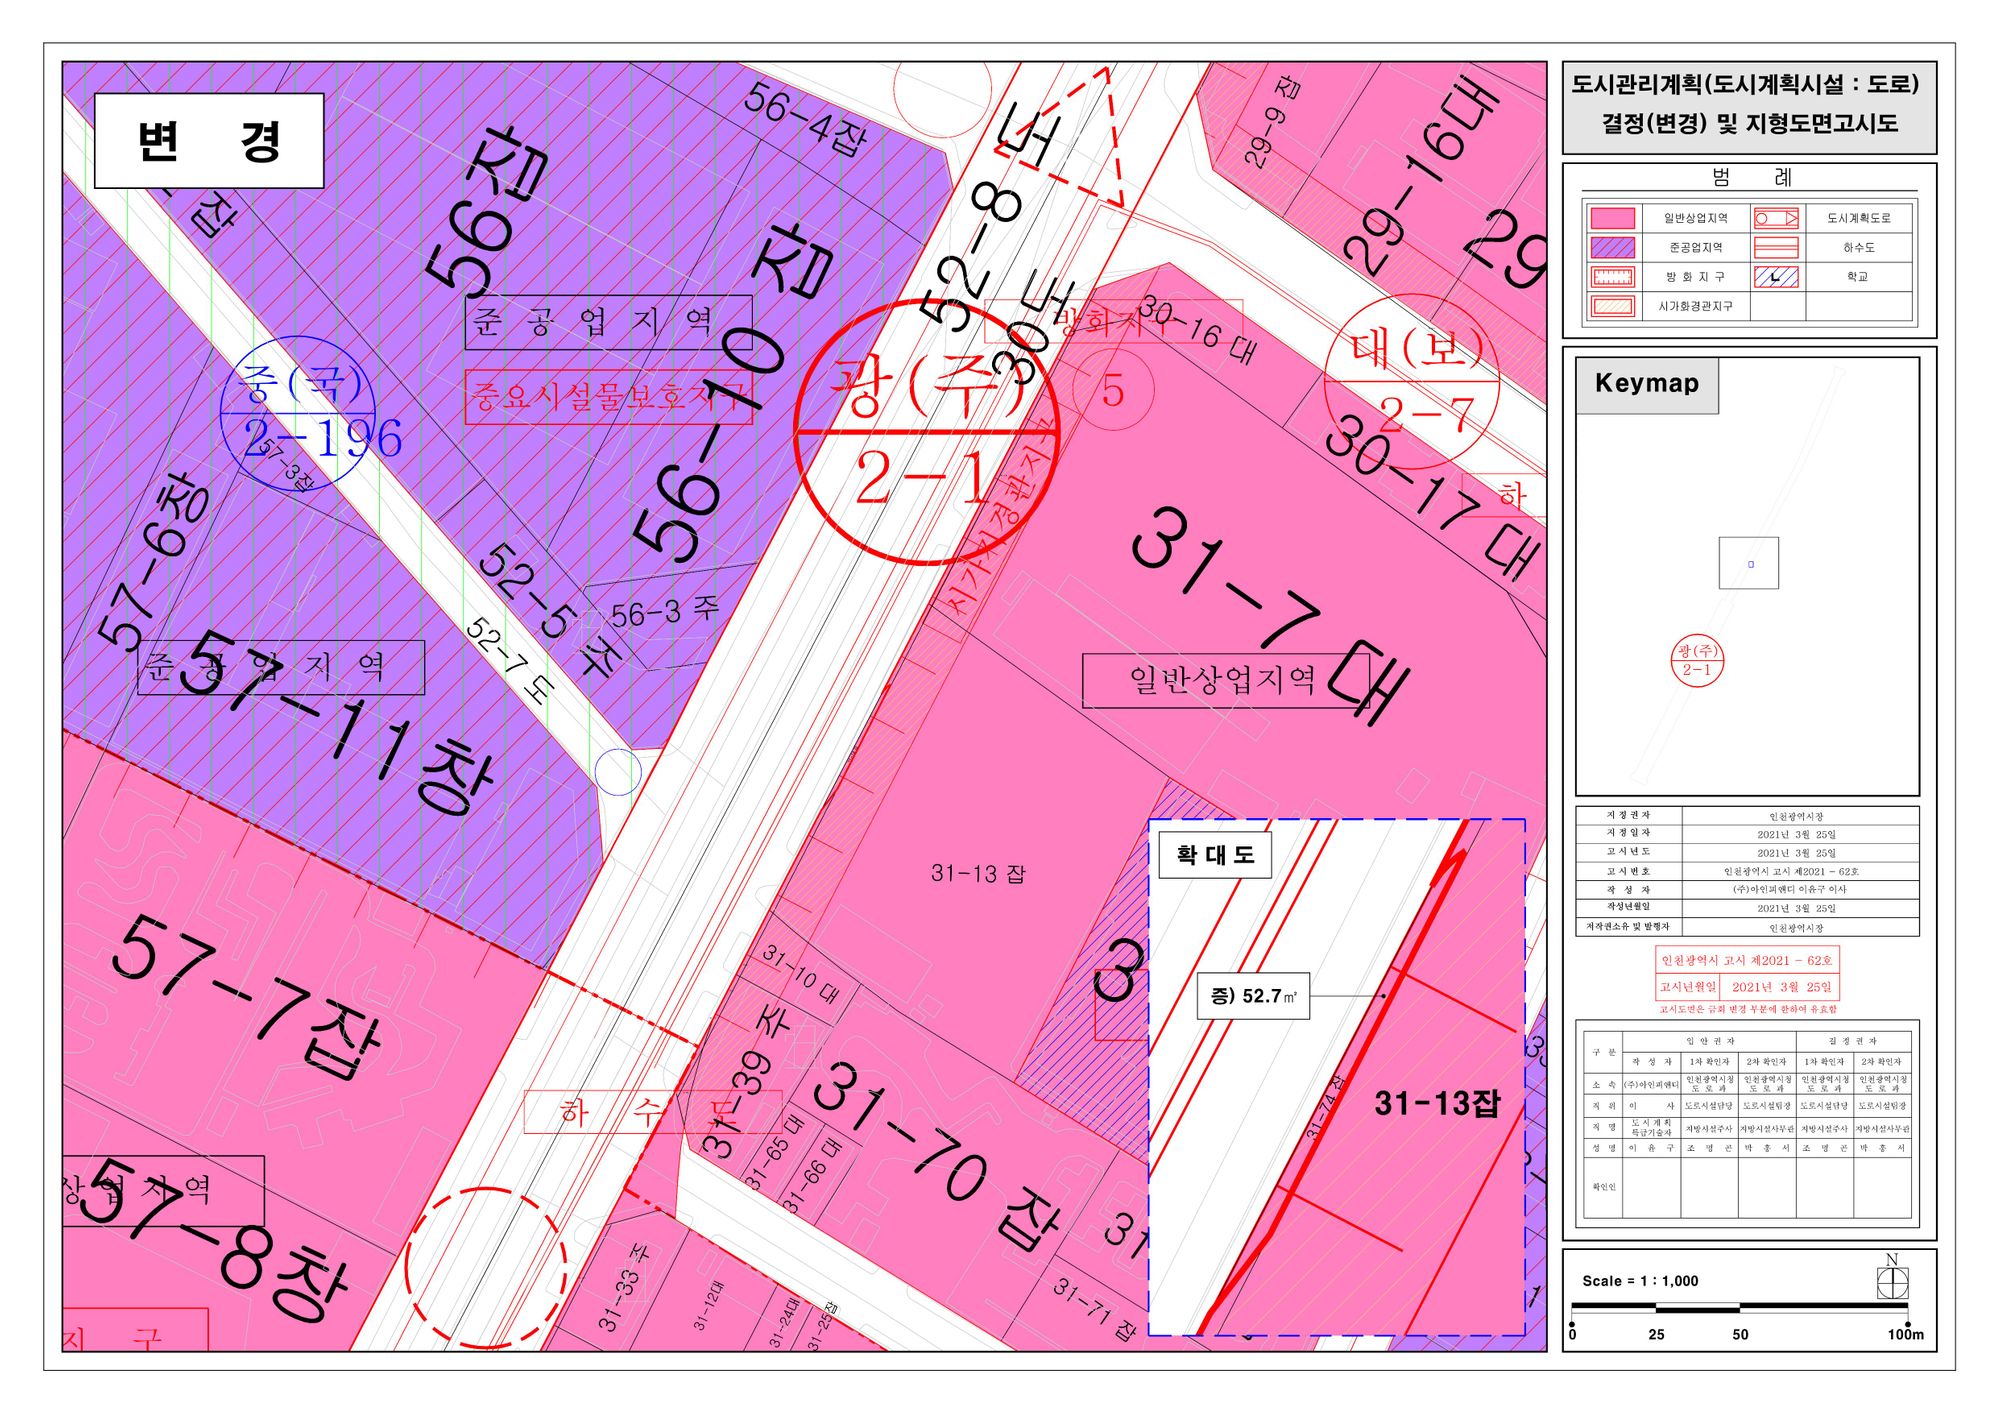 변 경
잡
56잡
56-4잡
56-10 잡
준 공 업 지 역
중요시설물보호지구
중(국)
2-196
57-3잡
57-6창
52-5 주
52-7 도
56-3 주
준 공 업 지 역
57-11창
57-7잡
57-8창
상 업 지 역
지 구
하 수 도
52-8 도
30도
광(주)
2-1
방화지구
5
시가지경관지구
29-9 잡
29-16대
29
30-16 대
대(보)
2-7
30-17 대
하
31-7 대
일반상업지역
31-13 잡
3
31-10 대
31-39 주
31-65 대
31-66 대
31-70 잡
31
31-71 잡
31-33 주
31-12대
31-24대
31-25잡
확 대 도
증) 52.7㎡
31-74 잡
31-13잡
도시관리계획(도시계획시설 : 도로)
결정(변경) 및 지형도면고시도
범 례
일반상업지역 도시계획도로
준공업지역 하수도
방 화 지 구 학교
시가화경관지구
Keymap
광(주)
2-1
지 정 권 자 인천광역시장
지 정 일 자 2021년 3월 25일
고 시 년 도 2021년 3월 25일
고 시 번 호 인천광역시 고시 제2021 - 62호
작 성 자 (주)아인피앤디 이윤구 이사
작성년월일 2021년 3월 25일
저작권소유 및 발행자 인천광역시장
인천광역시 고시 제2021 - 62호
고시년월일 2021년 3월 25일
고시도면은 금회 변경 부분에 한하여 유효함
구 분 입 안 권 자 결 정 권 자
작 성 자 1차 확인자 2차 확인자 1차 확인자 2차 확인자
소 속 (주)아인피앤디 인천광역시청 도 로 과 인천광역시청 도 로 과 인천광역시청 도 로 과 인천광역시청 도 로 과
직 위 이 사 도로시설담당 도로시설팀장 도로시설담당 도로시설팀장
직 명 도 시 계 획 특급기술자 지방시설주사 지방시설사무관 지방시설주사 지방시설사무관
성 명 이 윤 구 조 명 곤 박 흥 서 조 명 곤 박 흥 서
확인인
Scale = 1 : 1,000
N
0 25 50 100m